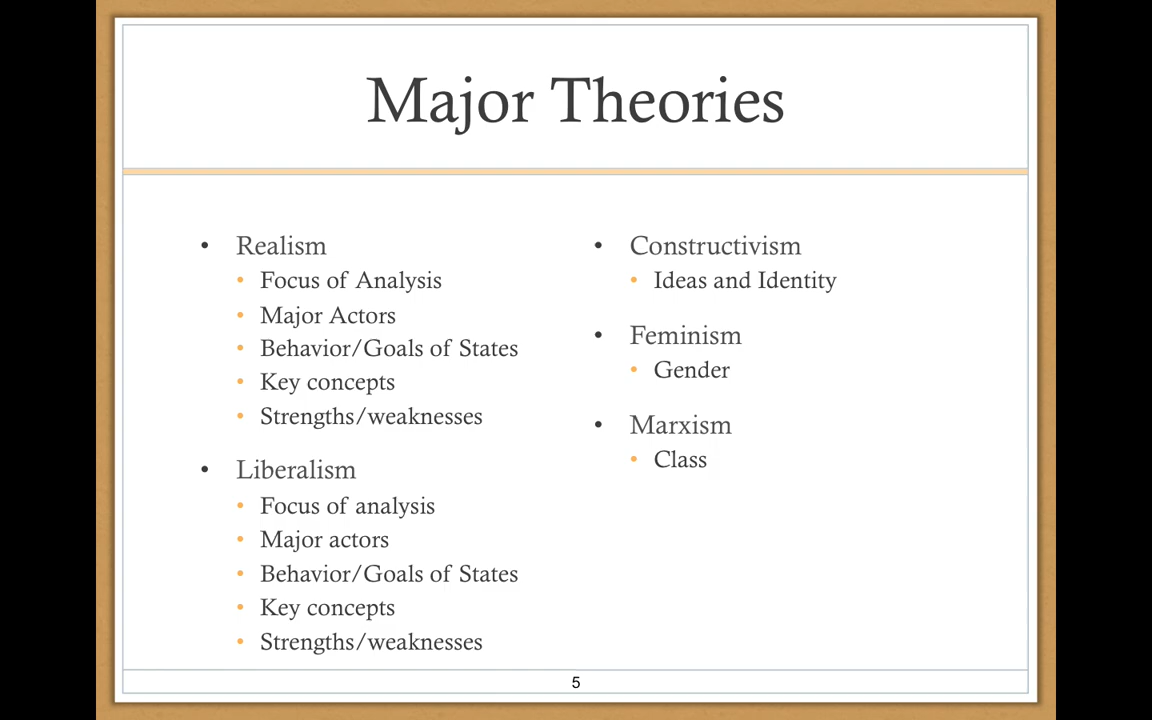 Major Theories
• Realism
• Focus of Analysis
• Major Actors
• Behavior/Goals of States
• Key concepts
• Strengths/weaknesses
• Liberalism
• Focus of analysis
• Major actors
• Behavior/Goals of States
• Key concepts
• Strengths/weaknesses
• Constructivism
• Ideas and Identity
• Feminism
• Gender
• Marxism
• Class
5